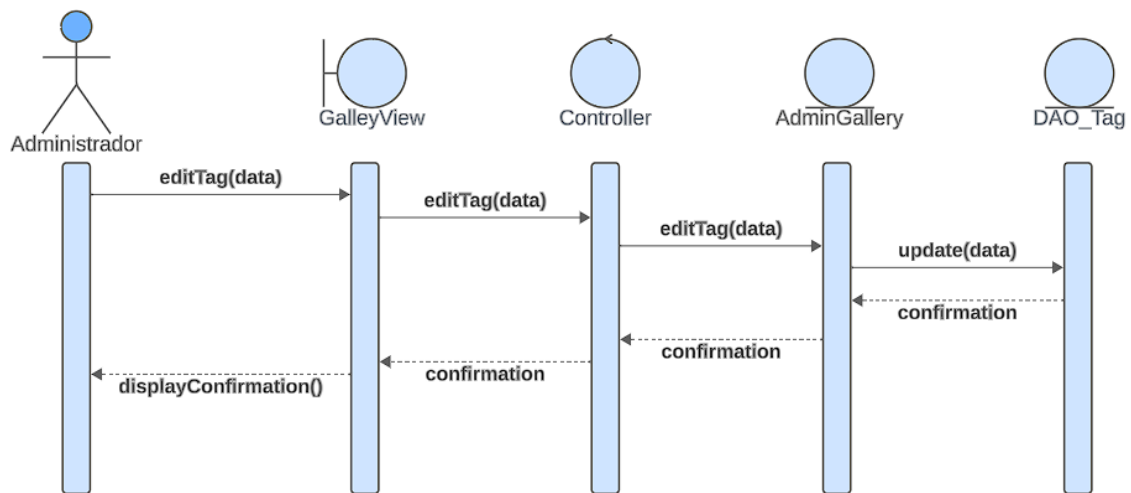 Administrador
GalleyView
Controller
AdminGallery
DAO_Tag
editTag(data)
editTag(data)
editTag(data)
update(data)
confirmation
confirmation
confirmation
displayConfirmation()